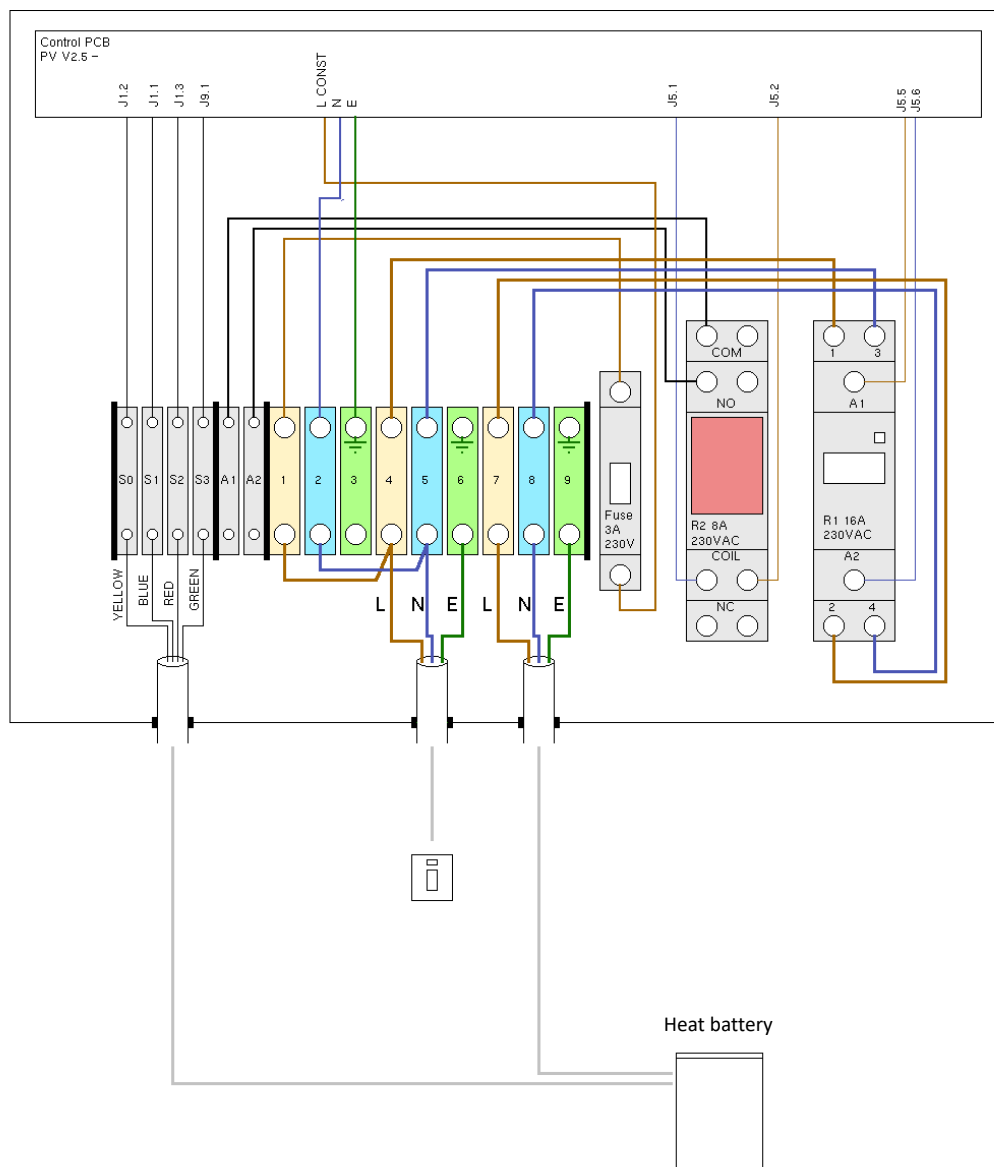 Control PCB
PV V2.5 –
J1.2
J1.1
J1.3
J9.1
L CONST
N
E
J5.1
J5.2
J5.5
J5.6
COM
NO
R2 8A
230VAC
COIL
NC
1
3
A1
R1 16A
230VAC
A2
2
4
S0
S1
S2
S3
A1
A2
1
2
3
4
5
6
7
8
9
Fuse
3A
230V
YELLOW
BLUE
RED
GREEN
L
N
E
L
N
E
Heat battery